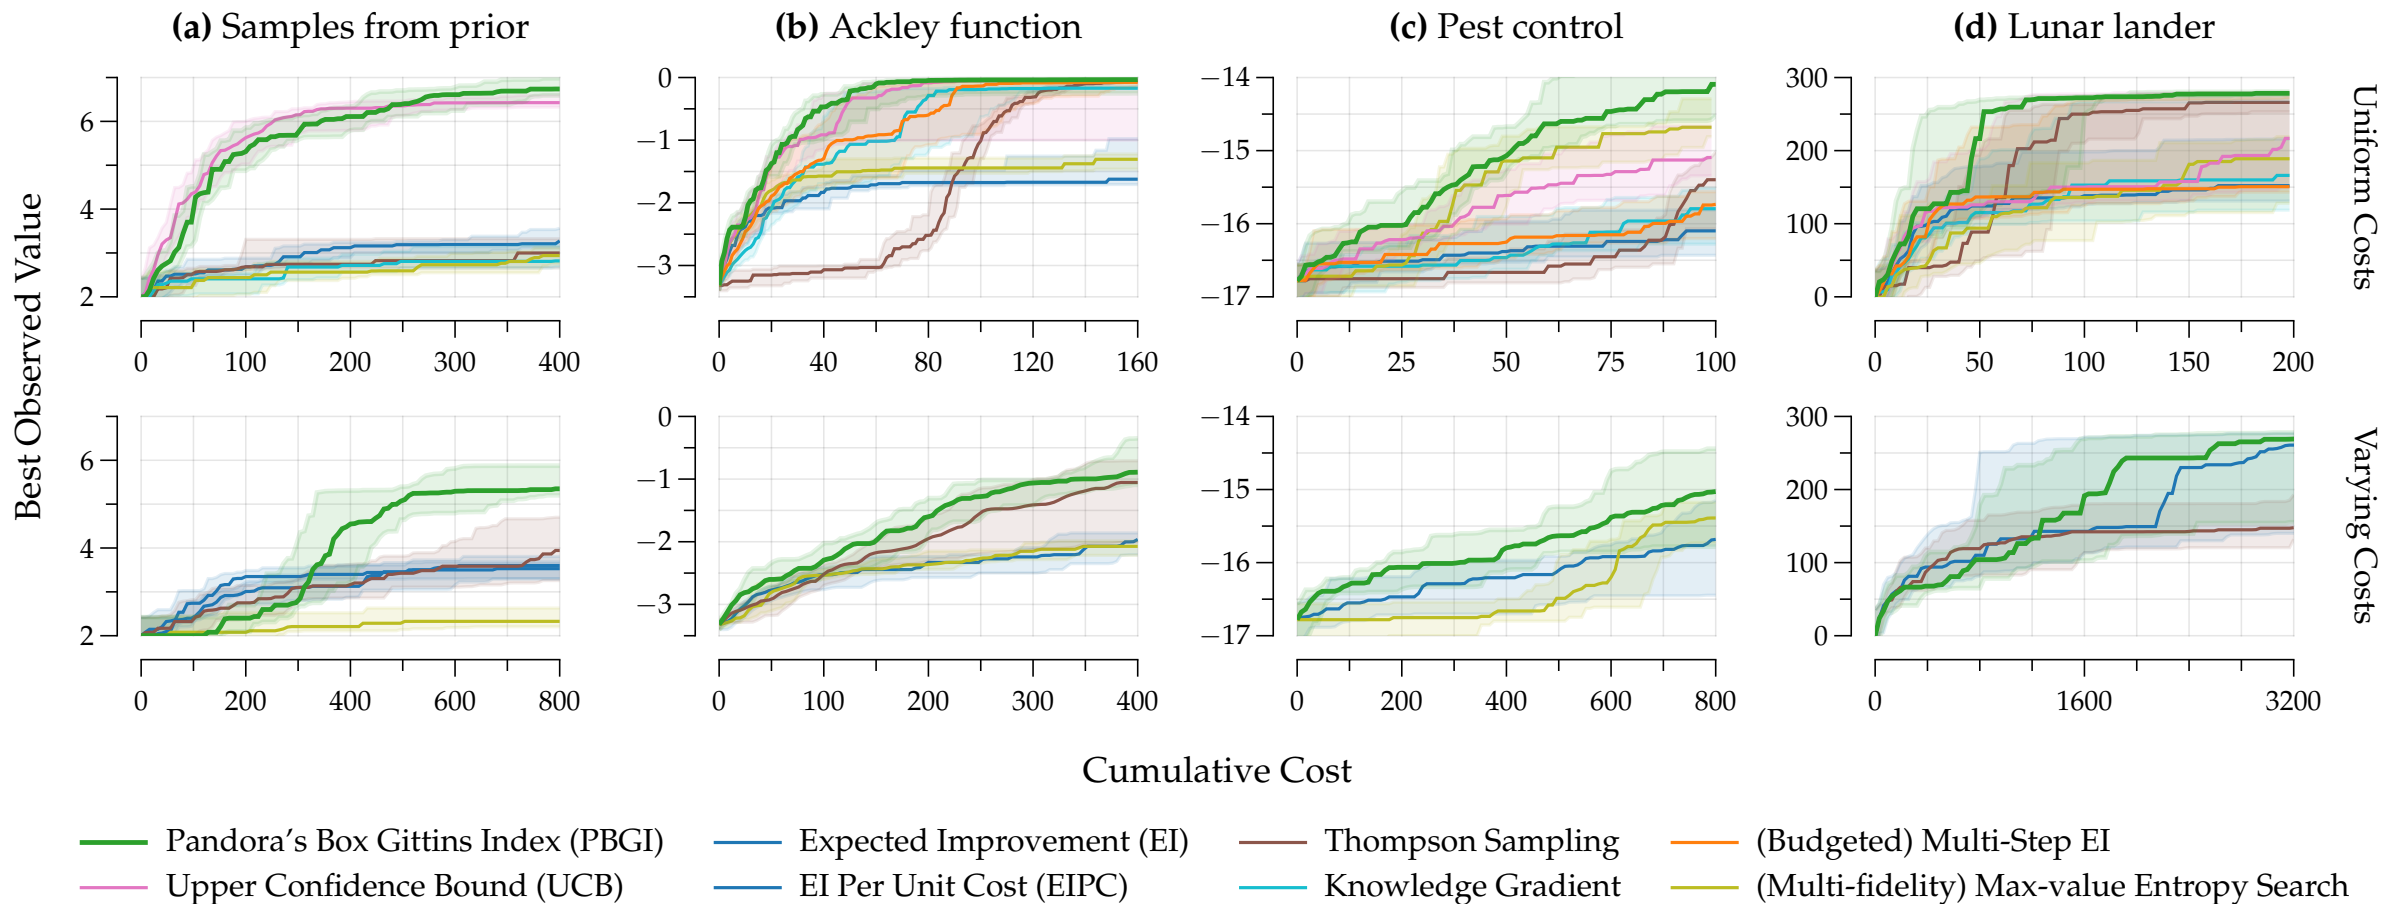 (a) Samples from prior
(b) Ackley function
(c) Pest control
(d) Lunar lander
Best Observed Value
6
4
2
0 100 200 300 400
0
−1
−2
−3
0 40 80 120 160
−14
−15
−16
−17
0 25 50 75 100
300
200
100
0
0 50 100 150 200
Uniform Costs
6
4
2
0 200 400 600 800
0
−1
−2
−3
0 100 200 300 400
−14
−15
−16
−17
0 200 400 600 800
300
200
100
0
0 1600 3200
Varying Costs
Cumulative Cost
Pandora's Box Gittins Index (PBGI)
Expected Improvement (EI)
Thompson Sampling
(Budgeted) Multi-Step EI
Upper Confidence Bound (UCB)
EI Per Unit Cost (EIPC)
Knowledge Gradient
(Multi-fidelity) Max-value Entropy Search